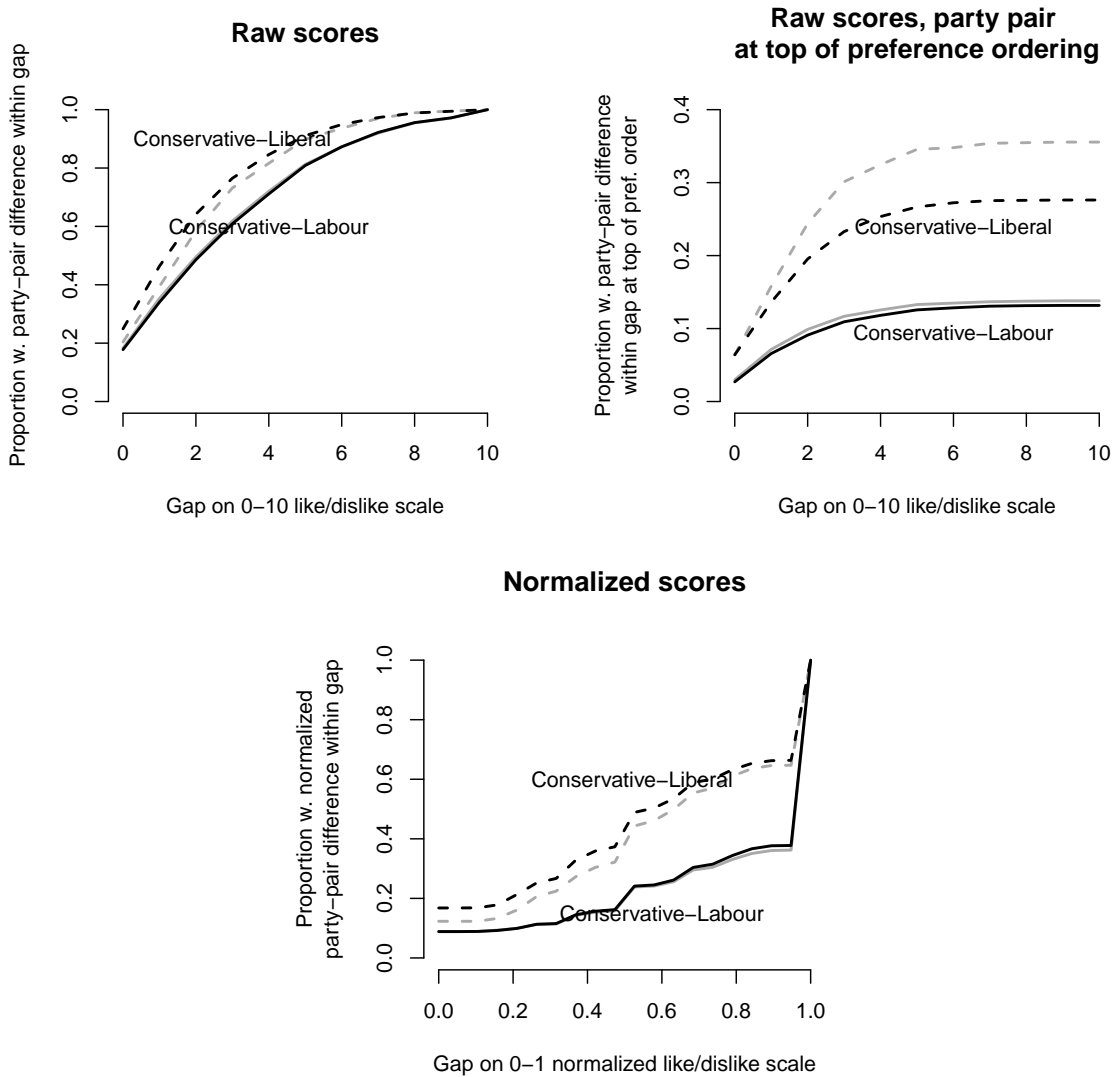 Raw scores
Proportion w. party−pair difference within gap
0.0 0.2 0.4 0.6 0.8 1.0
Conservative−Liberal
Conservative−Labour
0 2 4 6 8 10
Gap on 0−10 like/dislike scale
Raw scores, party pair
at top of preference ordering
Proportion w. party−pair difference
within gap at top of pref. order
0.0 0.1 0.2 0.3 0.4
Conservative−Liberal
Conservative−Labour
0 2 4 6 8 10
Gap on 0−10 like/dislike scale
Normalized scores
Proportion w. normalized
party−pair difference within gap
0.0 0.2 0.4 0.6 0.8 1.0
Conservative−Liberal
Conservative−Labour
0.0 0.2 0.4 0.6 0.8 1.0
Gap on 0−1 normalized like/dislike scale